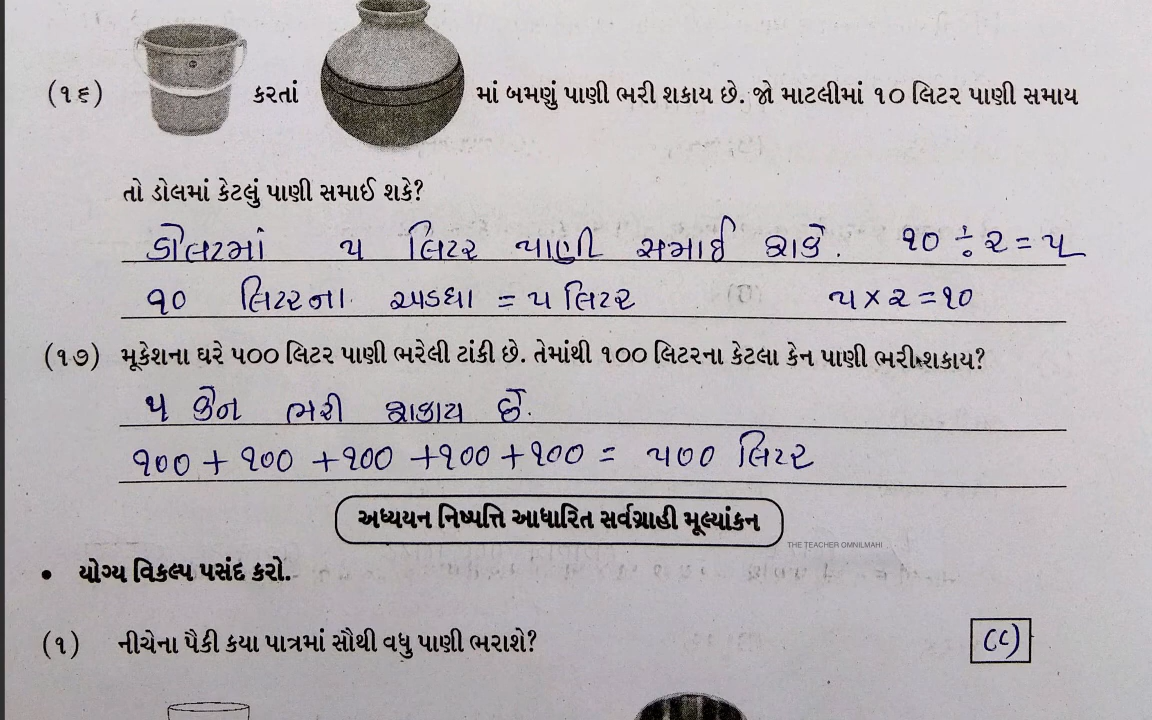 (૧૬) કરતાં માં બમણું પાણી ભરી શકાય છે. જો માટલીમાં ૧૦ લિટર પાણી સમાય
તો ડોલમાં કેટલું પાણી સમાઈ શકે?
ડોલટમાં ૫ લિટર પાણી સમાઈ શકે. ૧૦ ÷ ૨ = ૫
૧૦ લિટરના અડધા = ૫ લિટર ૫ × ૨ = ૧૦
(૧૭) મૂકેશના ઘરે ૫૦૦ લિટર પાણી ભરેલી ટાંકી છે. તેમાંથી ૧૦૦ લિટરના કેટલા કેન પાણી ભરી શકાય?
૫ કેન ભરી શકાય છે.
૧૦૦ + ૧૦૦ + ૧૦૦ + ૧૦૦ + ૧૦૦ = ૫૦૦ લિટર
અધ્યયન નિષ્પત્તિ આધારિત સર્વગ્રાહી મૂલ્યાંકન
THE TEACHER OMNILMAHI
• યોગ્ય વિકલ્પ પસંદ કરો.
(૧) નીચેના પૈકી કયા પાત્રમાં સૌથી વધુ પાણી ભરાશે? (C)